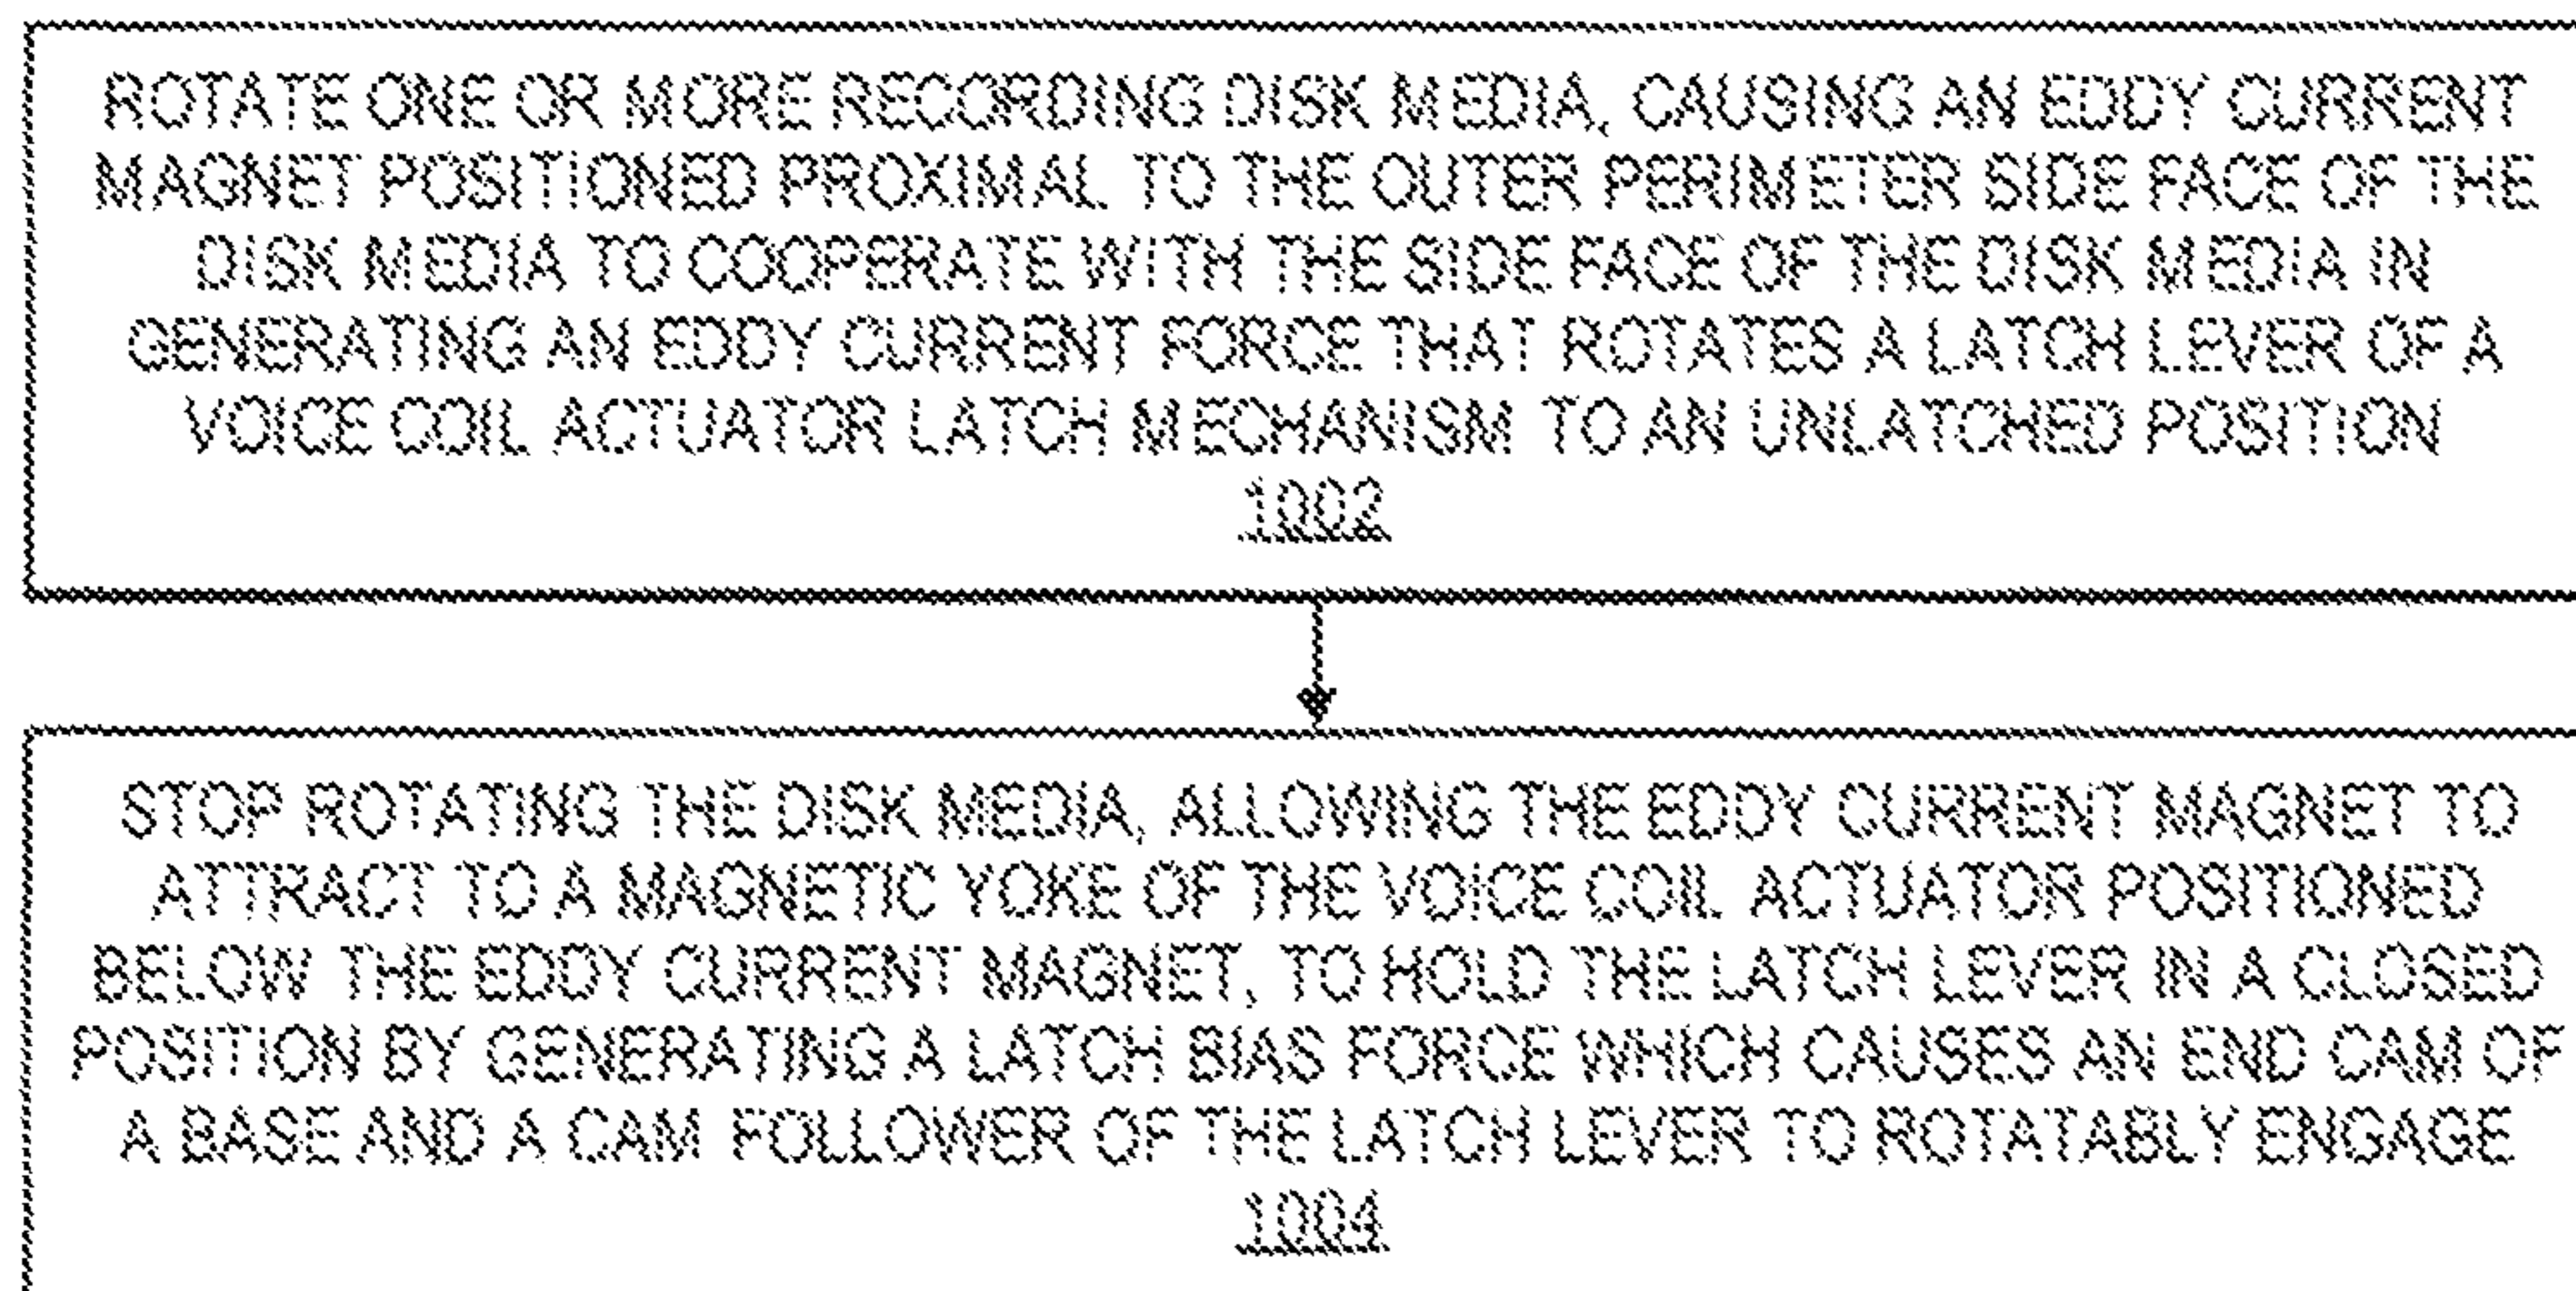 ROTATE ONE OR MORE RECORDING DISK MEDIA, CAUSING AN EDDY CURRENT
MAGNET POSITIONED PROXIMAL TO THE OUTER PERIMETER SIDE FACE OF THE
DISK MEDIA TO COOPERATE WITH THE SIDE FACE OF THE DISK MEDIA IN
GENERATING AN EDDY CURRENT FORCE THAT ROTATES A LATCH LEVER OF A
VOICE COIL ACTUATOR LATCH MECHANISM TO AN UNLATCHED POSITION
1002
STOP ROTATING THE DISK MEDIA, ALLOWING THE EDDY CURRENT MAGNET TO
ATTRACT TO A MAGNETIC YOKE OF THE VOICE COIL ACTUATOR POSITIONED
BELOW THE EDDY CURRENT MAGNET, TO HOLD THE LATCH LEVER IN A CLOSED
POSITION BY GENERATING A LATCH BIAS FORCE WHICH CAUSES AN END CAM OF
A BASE AND A CAM FOLLOWER OF THE LATCH LEVER TO ROTATABLY ENGAGE
1004